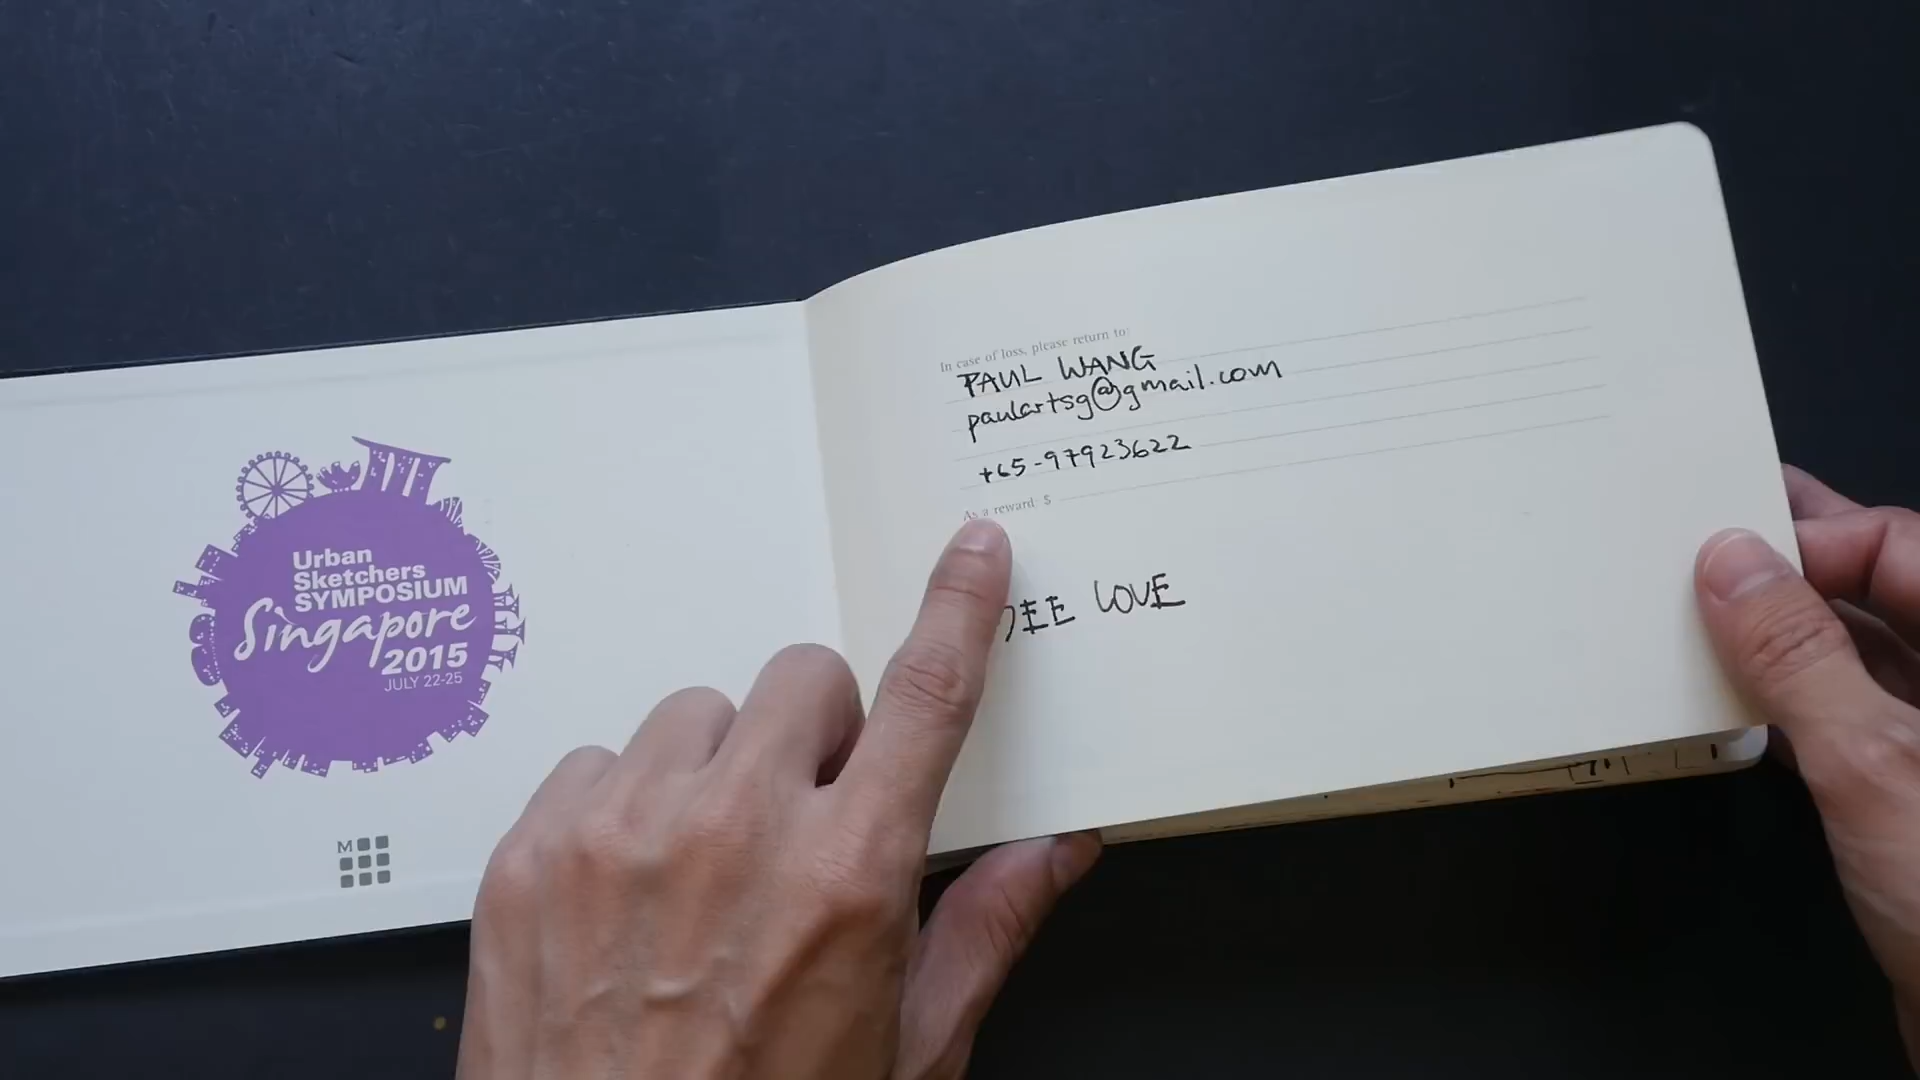 Urban
Sketchers
SYMPOSIUM
Singapore
2015
JULY 22-25
M
In case of loss, please return to:
PAUL WANG
paulartsg@gmail.com
+65-97923622
As a reward: $
LOVE